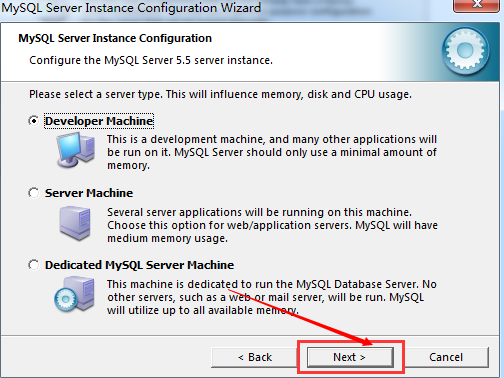 MySQL Server Instance Configuration Wizard
MySQL Server Instance Configuration
Configure the MySQL Server 5.5 server instance.
Please select a server type. This will influence memory, disk and CPU usage.
Developer Machine
This is a development machine, and many other applications will
be run on it. MySQL Server should only use a minimal amount of
memory.
Server Machine
Several server applications will be running on this machine.
Choose this option for web/application servers. MySQL will have
medium memory usage.
Dedicated MySQL Server Machine
This machine is dedicated to run the MySQL Database Server. No
other servers, such as a web or mail server, will be run. MySQL
will utilize up to all available memory.
< Back Next > Cancel